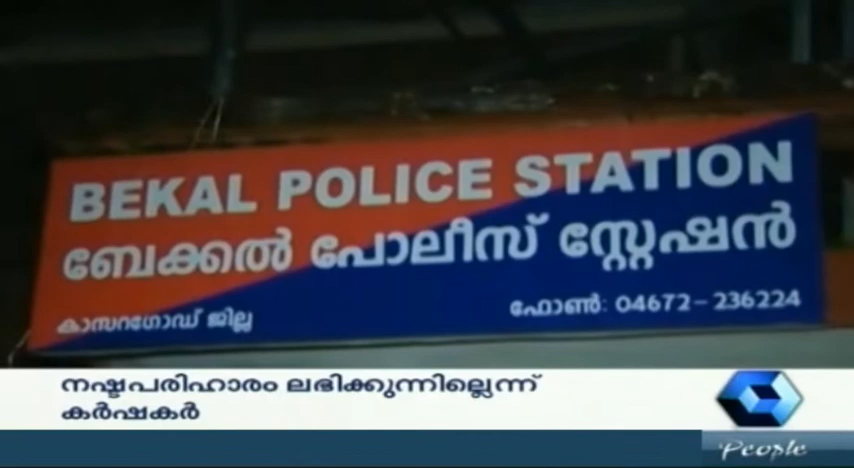 BEKAL POLICE STATION
ബേക്കൽ പോലീസ് സ്റ്റേഷൻ
കാസറഗോഡ് ജില്ല
ഫോൺ: 04672-236224
നഷ്ടപരിഹാരം ലഭിക്കുന്നില്ലെന്ന്
കർഷകർ
People